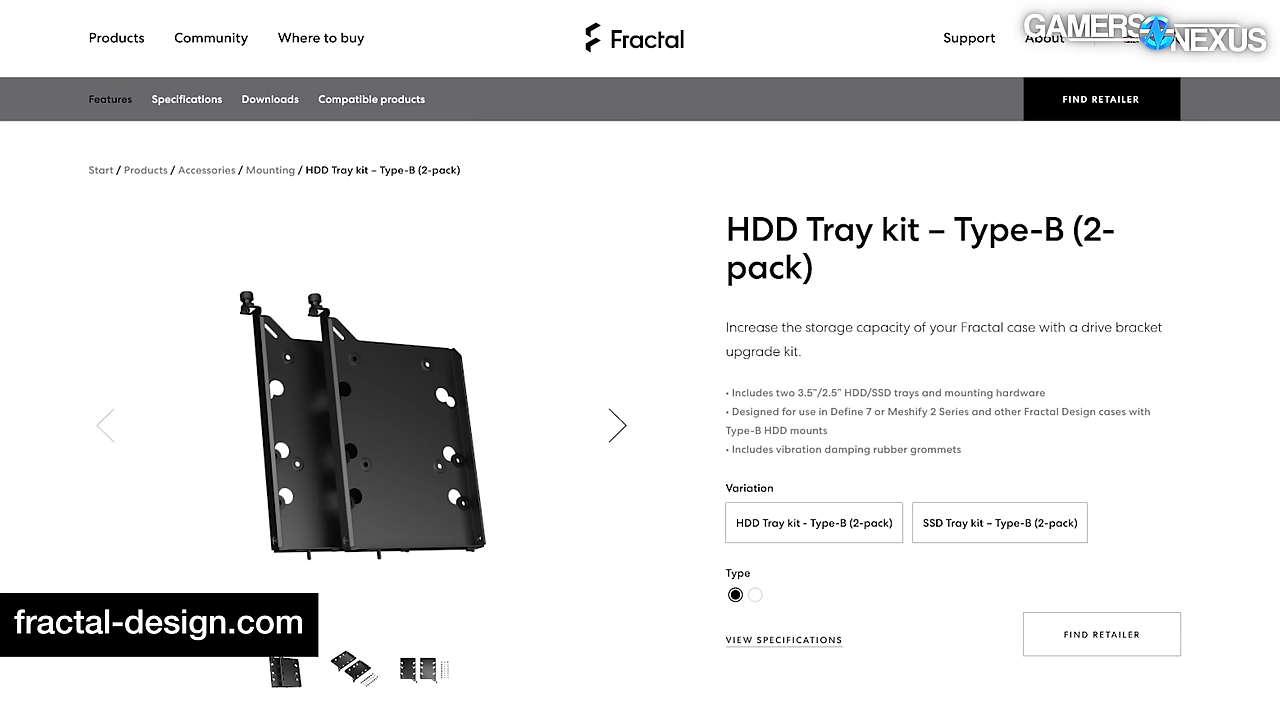 Products
Community
Where to buy
Fractal
Support
About
GAMERS
NEXUS
Features
Specifications
Downloads
Compatible products
FIND RETAILER
Start / Products / Accessories / Mounting / HDD Tray kit – Type-B (2-pack)
HDD Tray kit – Type-B (2-
pack)
Increase the storage capacity of your Fractal case with a drive bracket
upgrade kit.
• Includes two 3.5”/2.5” HDD/SSD trays and mounting hardware
• Designed for use in Define 7 or Meshify 2 Series and other Fractal Design cases with
Type-B HDD mounts
• Includes vibration damping rubber grommets
Variation
HDD Tray kit - Type-B (2-pack)
SSD Tray kit – Type-B (2-pack)
Type
VIEW SPECIFICATIONS
FIND RETAILER
fractal-design.com